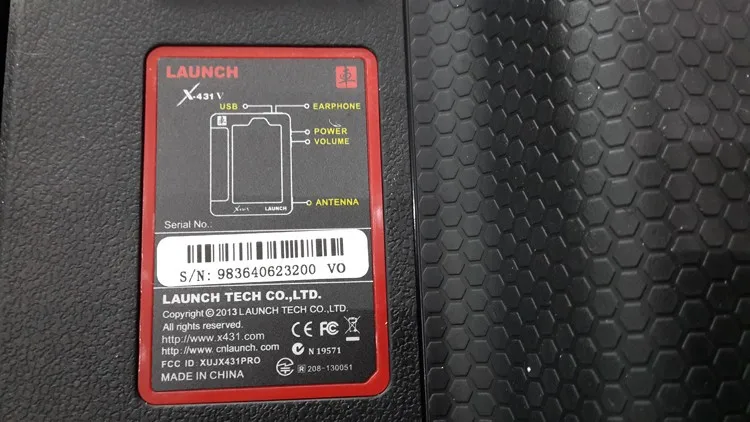 LAUNCH
車
X-431 V
USB
EARPHONE
POWER
VOLUME
ANTENNA
LAUNCH
Serial No.:
S/N: 983640623200 VO
LAUNCH TECH CO.,LTD.
Copyright © 2013 LAUNCH TECH CO.,LTD.
All rights reserved.
http://www.x431.com
http://www.cnlaunch.com
N 19571
FCC ID: XUJX431PRO
R 208-130051
MADE IN CHINA